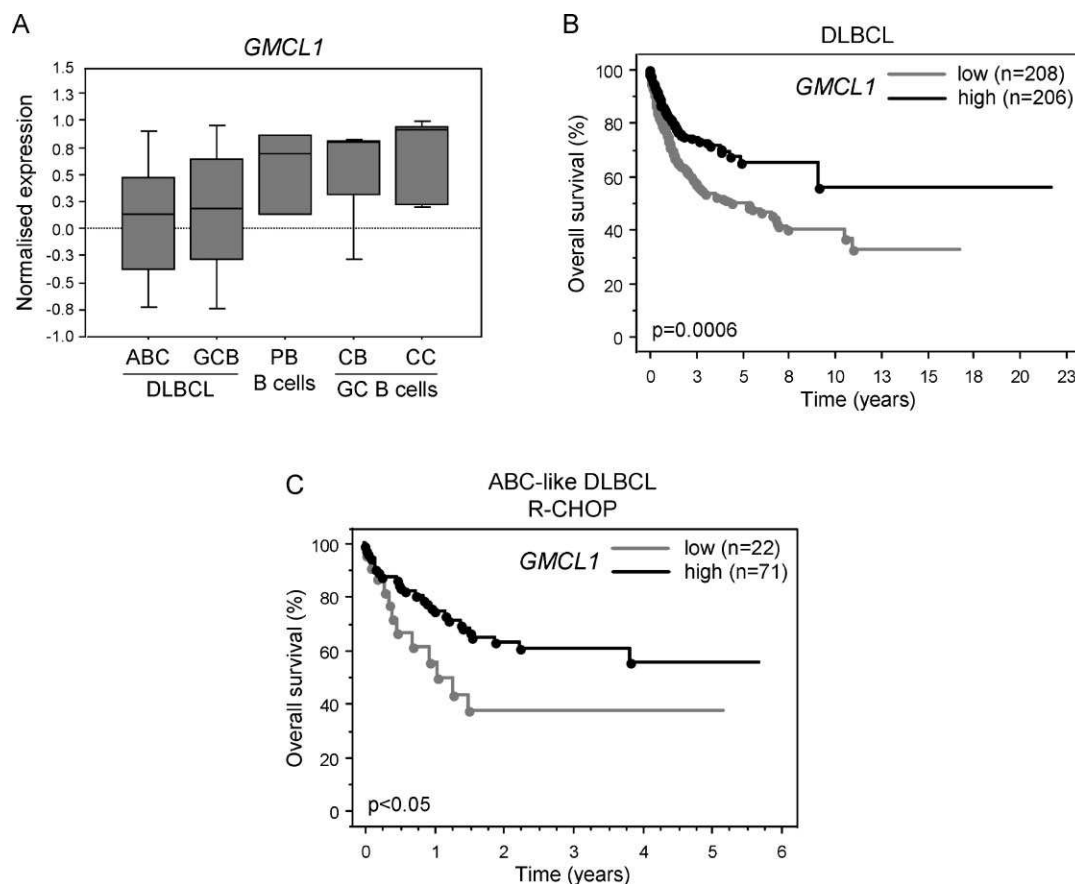 A
GMCL1
Normalised expression
1.5
1.3
1.0
0.8
0.5
0.3
0.0
-0.3
-0.5
-0.8
-1.0
ABC GCB PB CB CC
DLBCL B cells GC B cells
B
DLBCL
GMCL1
low (n=208)
high (n=206)
Overall survival (%)
100
80
60
40
20
0
p=0.0006
0 3 5 8 10 13 15 18 20 23
Time (years)
C
ABC-like DLBCL
R-CHOP
GMCL1
low (n=22)
high (n=71)
Overall survival (%)
100
80
60
40
20
0
p<0.05
0 1 2 3 4 5 6
Time (years)